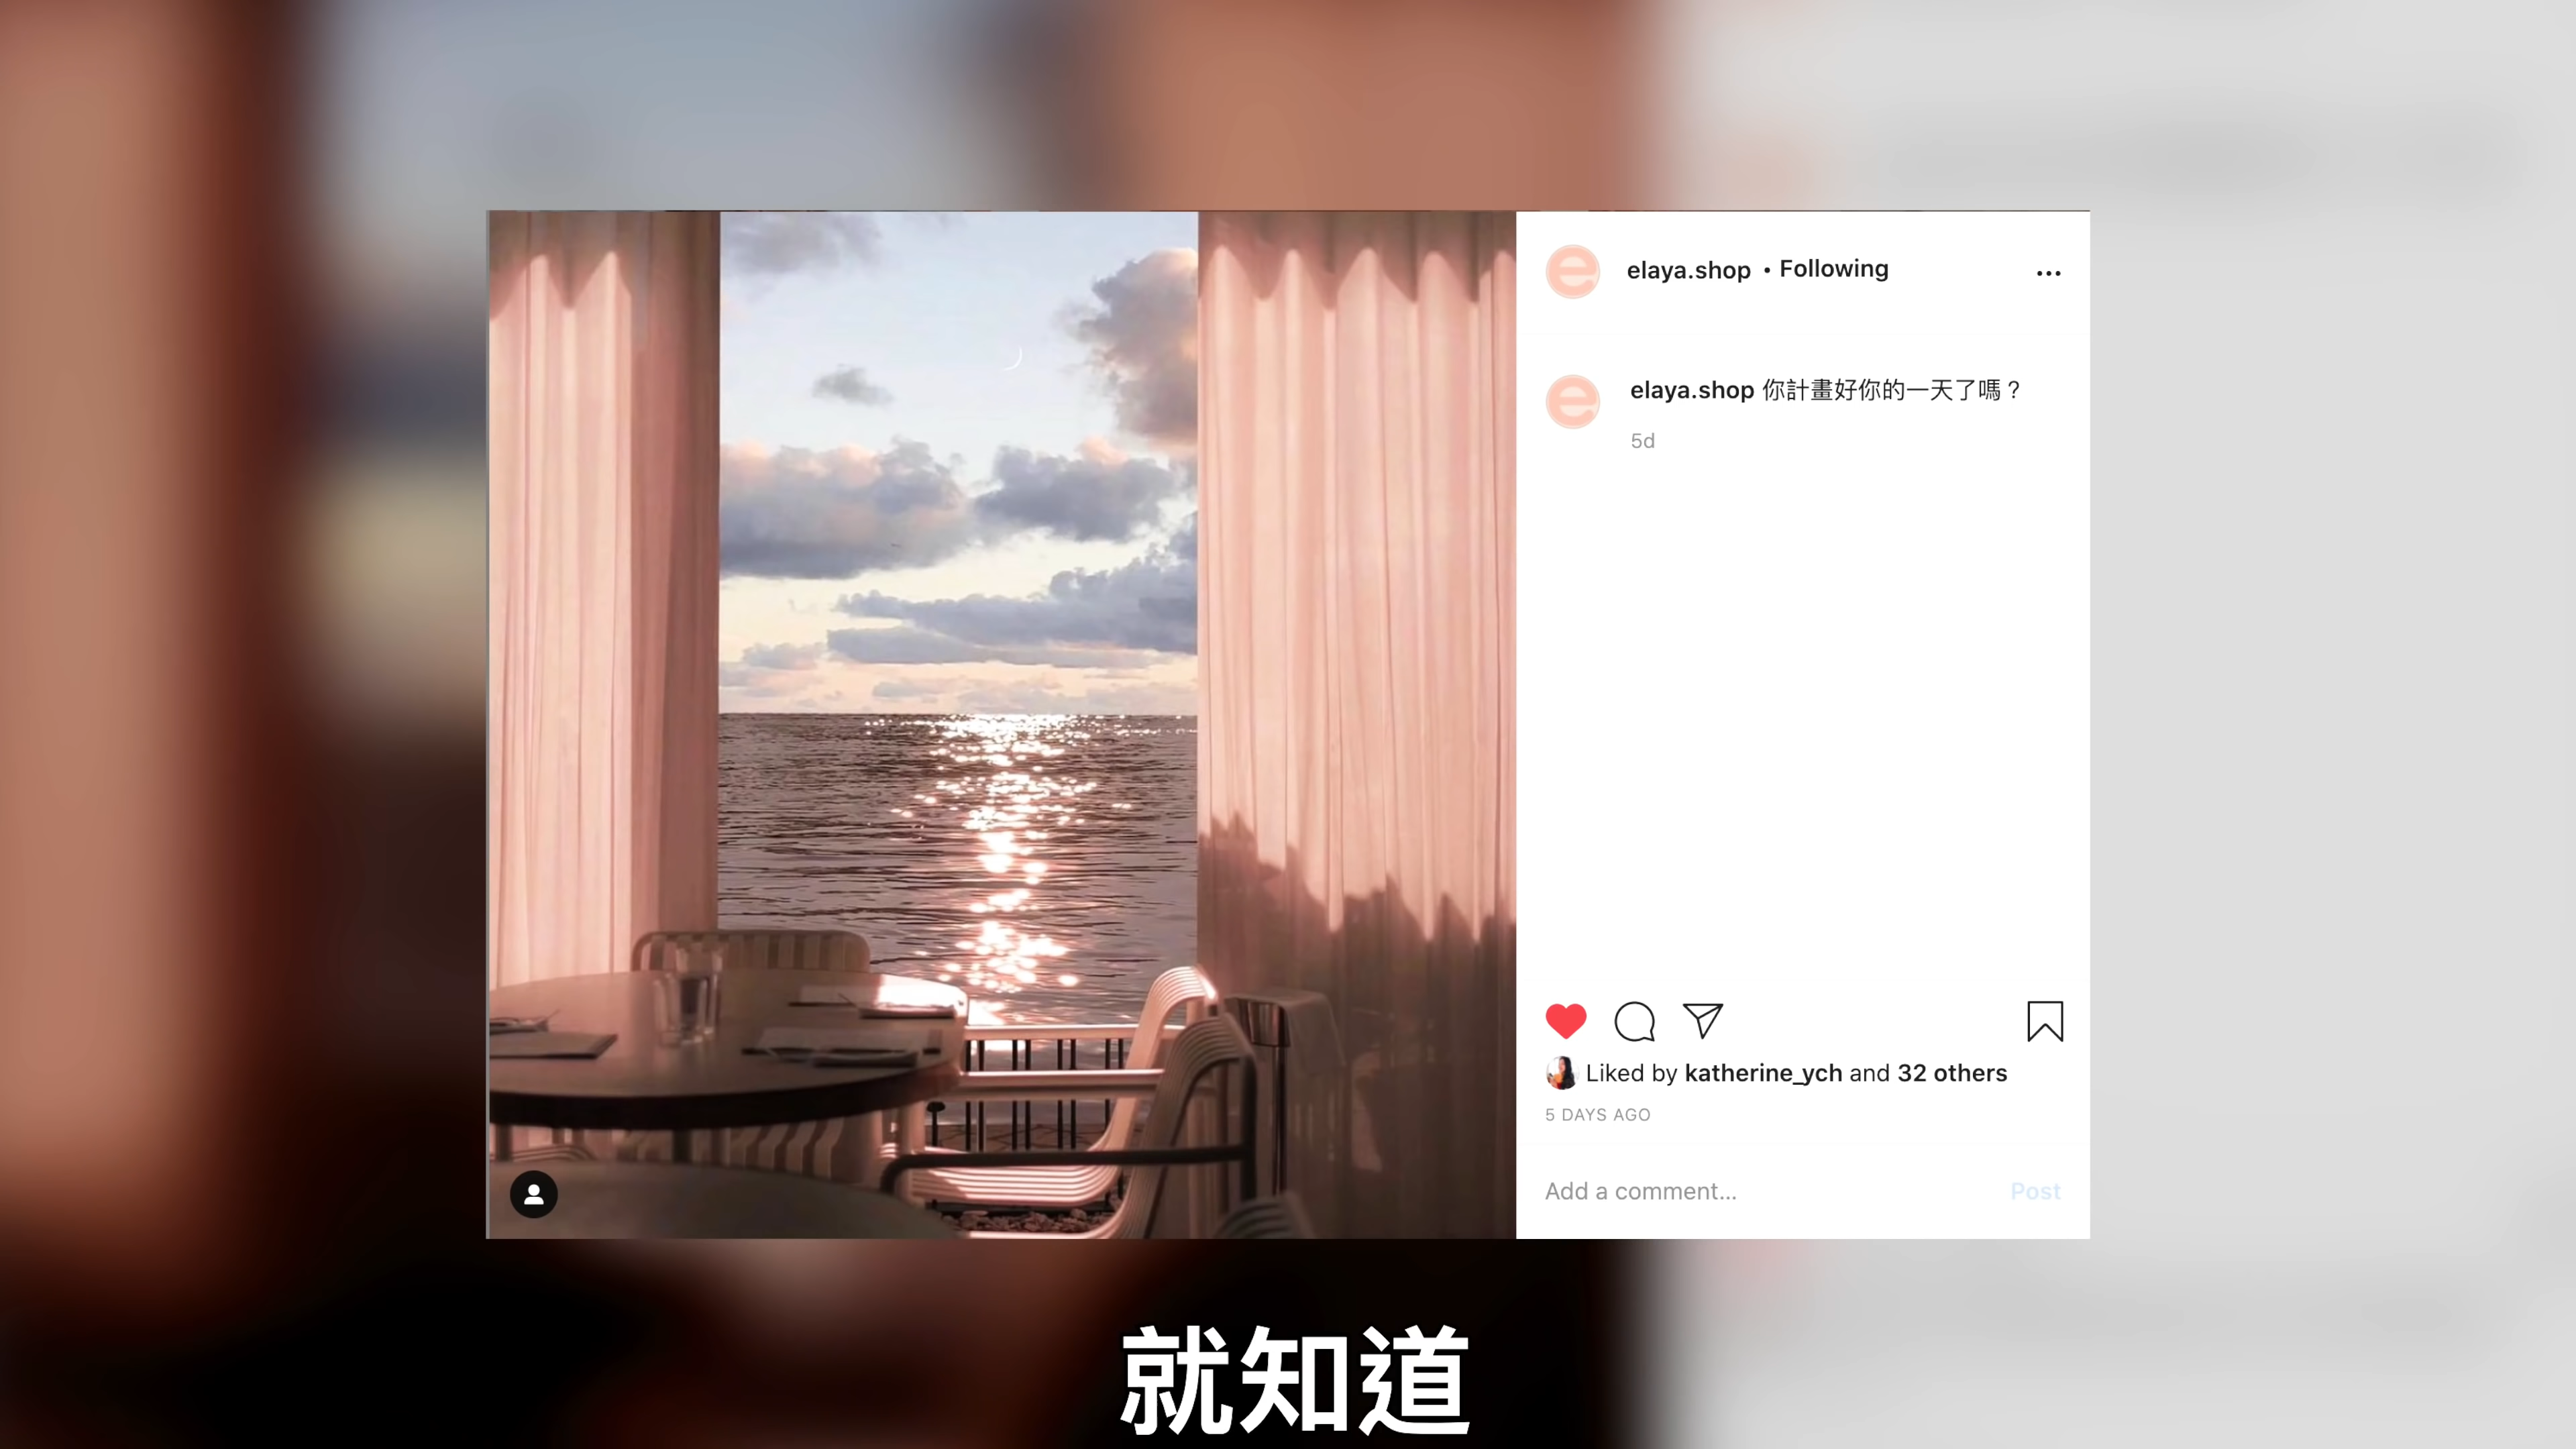 elaya.shop • Following
elaya.shop 你計畫好你的一天了嗎？
5d
Liked by katherine_ych and 32 others
5 DAYS AGO
Add a comment...
Post
就知道